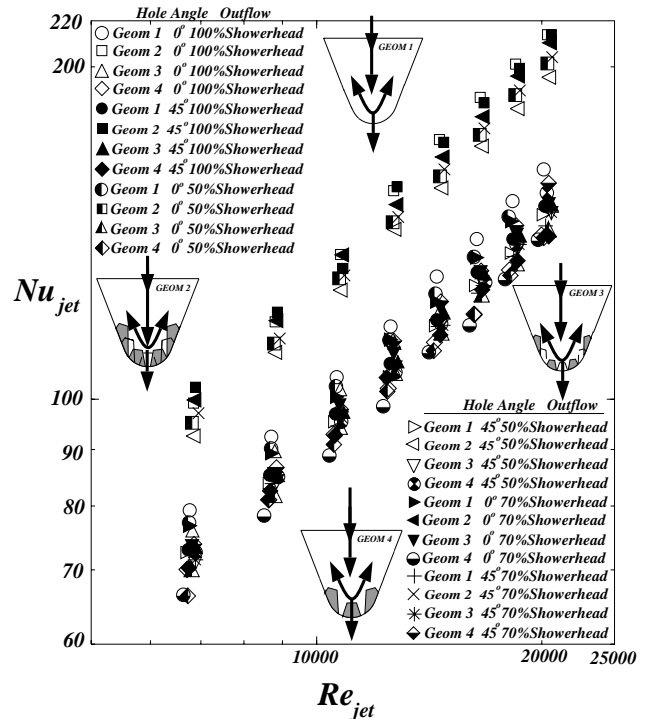 Hole Angle Outflow
Geom 1 0° 100%Showerhead
Geom 2 0° 100%Showerhead
Geom 3 0° 100%Showerhead
Geom 4 0° 100%Showerhead
Geom 1 45°100%Showerhead
Geom 2 45°100%Showerhead
Geom 3 45°100%Showerhead
Geom 4 45°100%Showerhead
Geom 1 0° 50%Showerhead
Geom 2 0° 50%Showerhead
Geom 3 0° 50%Showerhead
Geom 4 0° 50%Showerhead
GEOM 1
GEOM 2
GEOM 3
GEOM 4
Hole Angle Outflow
Geom 1 45°50%Showerhead
Geom 2 45°50%Showerhead
Geom 3 45°50%Showerhead
Geom 4 45°50%Showerhead
Geom 1 0° 70%Showerhead
Geom 2 0° 70%Showerhead
Geom 3 0° 70%Showerhead
Geom 4 0° 70%Showerhead
Geom 1 45°70%Showerhead
Geom 2 45°70%Showerhead
Geom 3 45°70%Showerhead
Geom 4 45°70%Showerhead
220
200
100
90
80
70
60
Nu jet
10000
20000
25000
Re jet